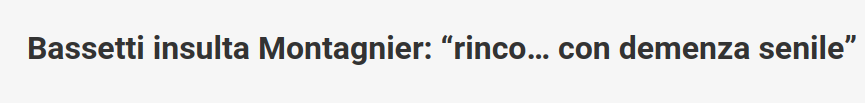 Bassetti insulta Montagnier: “rinco… con demenza senile”